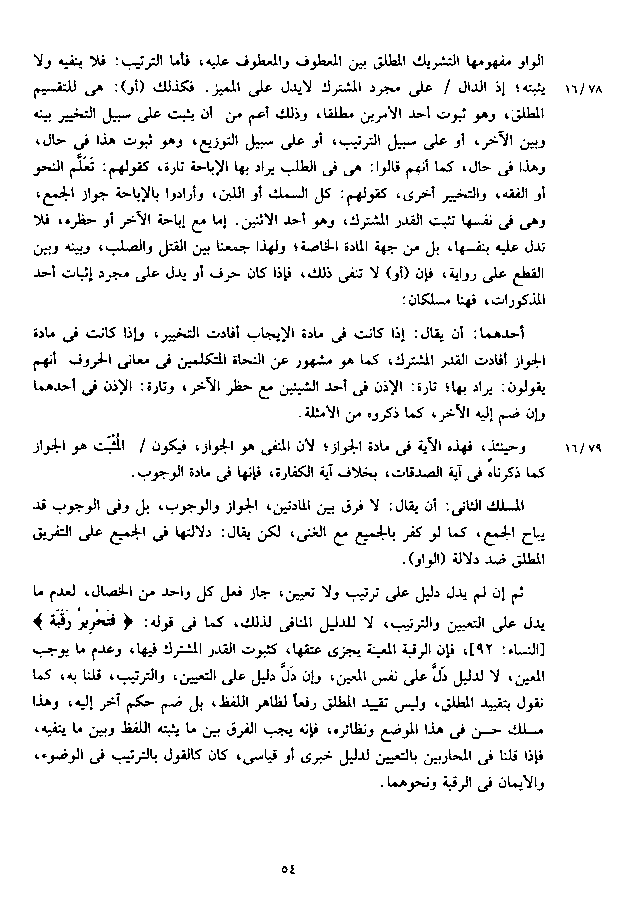 الواو مفهومها التشريك المطلق بين المعطوف والمعطوف عليه، فأما الترتيب؛ فلا ينفيه ولا
يثبته؛ إذ الدال / على مجرد المشترك لايدل على المميز. فكذلك (أو): هى للتقسيم ١٦/٧٨
المطلق، وهو ثبوت أحد الأمرين مطلقا، وذلك أعم من أن يثبت على سبيل التخيير بينه
وبين الآخر، أو على سبيل الترتيب، أو على سبيل التوزيع، وهو ثبوت هذا فى حال،
وهذا فى حال، كما أنهم قالوا: هى فى الطلب يراد بها الإباحة تارة، كقولهم: تَعَلَّم النحو
أو الفقه، والتخيير أخرى، كقولهم: كل السمك أو اللبن، وأرادوا بالإباحة جواز الجمع،
وهى فى نفسها تثبت القدر المشترك، وهو أحد الاثنين. إما مع إباحة الآخر أو حظره، فلا
تدل عليه بنفسها، بل من جهة المادة الخاصة؛ ولهذا جمعنا بين القتل والصلب، وبينه وبين
القطع على رواية، فإن (أو) لا تنفى ذلك، فإذا كان حرف أو يدل على مجرد إثبات أحد
المذكورات، فهنا مسلكان:
أحدهما: أن يقال: إذا كانت فى مادة الإيجاب أفادت التخيير، وإذا كانت فى مادة
الجواز أفادت القدر المشترك، كما هو مشهور عن النحاة المتكلمين فى معانى الحروف أنهم
يقولون: يراد بها؛ تارة: الإذن فى أحد الشيئين مع حظر الآخر، وتارة: الإذن فى أحدهما
وإن ضم إليه الآخر، كما ذكروه من الأمثلة.
وحينئذ، فهذه الآية فى مادة الجواز؛ لأن المنفى هو الجواز، فيكون / المُثْبَت هو الجواز ١٦/٧٩
كما ذكرناه فى آية الصدقات، بخلاف آية الكفارة، فإنها فى مادة الوجوب.
المسلك الثانى: أن يقال: لا فرق بين المادتين، الجواز والوجوب، بل وفى الوجوب قد
يباح الجمع، كما لو كفر بالجميع مع الغنى، لكن يقال: دلالتها فى الجميع على التفريق
المطلق ضد دلالة (الواو).
ثم إن لم يدل دليل على ترتيب ولا تعيين، جاز فعل كل واحد من الخصال، لعدم ما
يدل على التعيين والترتيب، لا للدليل المنافى لذلك، كما فى قوله: ﴿ فَتَحْرِيرُ رَقَبَةٍ ﴾
[النساء: ٩٢]، فإن الرقبة المعينة يجزى عتقها، كثبوت القدر المشترك فيها، وعدم ما يوجب
المعين، لا لدليل دَلَّ على نفس المعين، وإن دَلَّ دليل على التعيين، والترتيب، قلنا به، كما
نقول بتقييد المطلق، وليس تقييد المطلق رفعاً لظاهر اللفظ، بل ضم حكم آخر إليه، وهذا
مسلك حسن فى هذا الموضع ونظائره، فإنه يجب الفرق بين ما يثبته اللفظ وبين ما ينفيه،
فإذا قلنا فى المحاربين بالتعيين لدليل خبرى أو قياسى، كان كالقول بالترتيب فى الوضوء،
والأيمان فى الرقبة ونحوهما.
٥٤